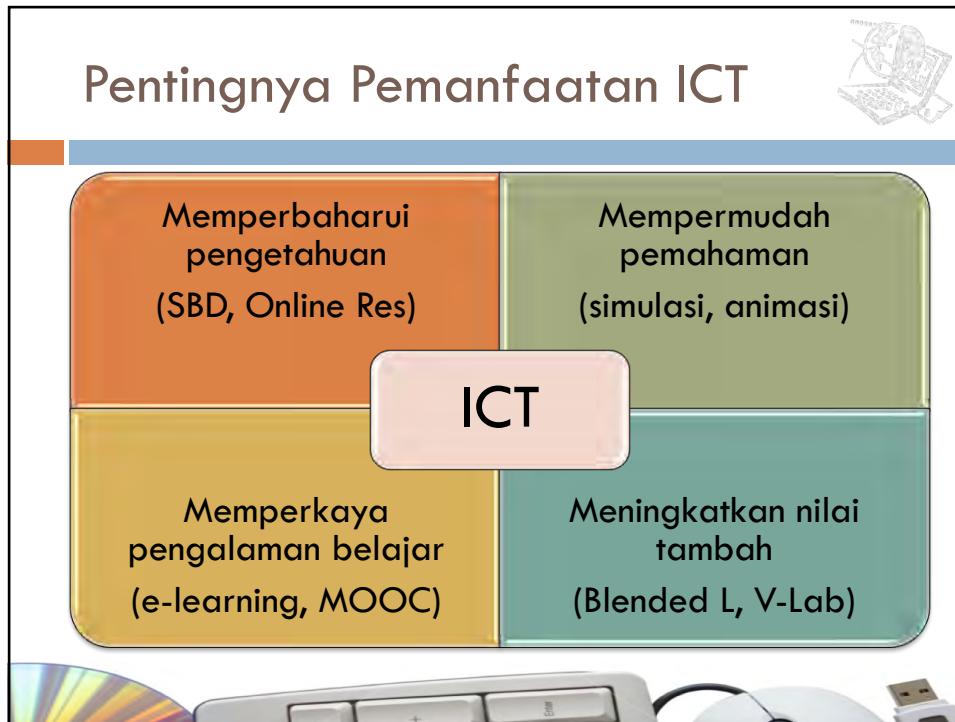 Pentingnya Pemanfaatan ICT
Memperbaharui
pengetahuan
(SBD, Online Res)
Mempermudah
pemahaman
(simulasi, animasi)
ICT
Memperkaya
pengalaman belajar
(e-learning, MOOC)
Meningkatkan nilai
tambah
(Blended L, V-Lab)
+
Enter